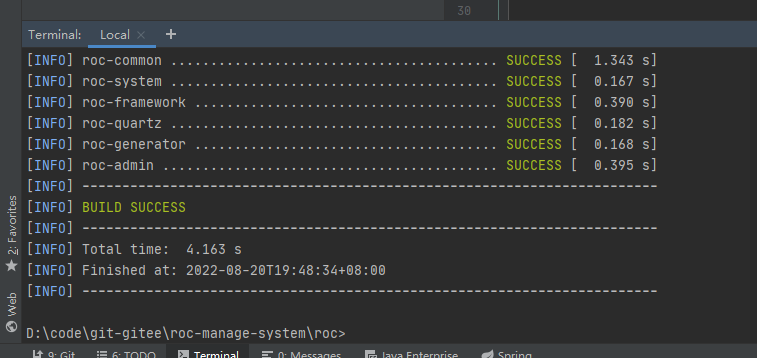 30
Terminal: Local × +
[INFO] roc-common ........................................ SUCCESS [  1.343 s]
[INFO] roc-system ........................................ SUCCESS [  0.167 s]
[INFO] roc-framework ..................................... SUCCESS [  0.390 s]
[INFO] roc-quartz ........................................ SUCCESS [  0.182 s]
[INFO] roc-generator ..................................... SUCCESS [  0.168 s]
[INFO] roc-admin ......................................... SUCCESS [  0.395 s]
[INFO] ------------------------------------------------------------------------
[INFO] BUILD SUCCESS
[INFO] ------------------------------------------------------------------------
[INFO] Total time:  4.163 s
[INFO] Finished at: 2022-08-20T19:48:34+08:00
[INFO] ------------------------------------------------------------------------
D:\code\git-gitee\roc-manage-system\roc>
2: Favorites
Web
9: Git 6: TODO Terminal 0: Messages Java Enterprise Spring